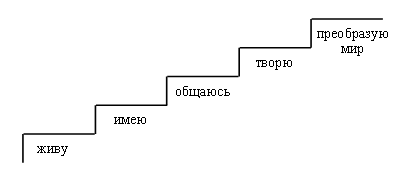 живу
имею
общаюсь
творю
преобразую
мир